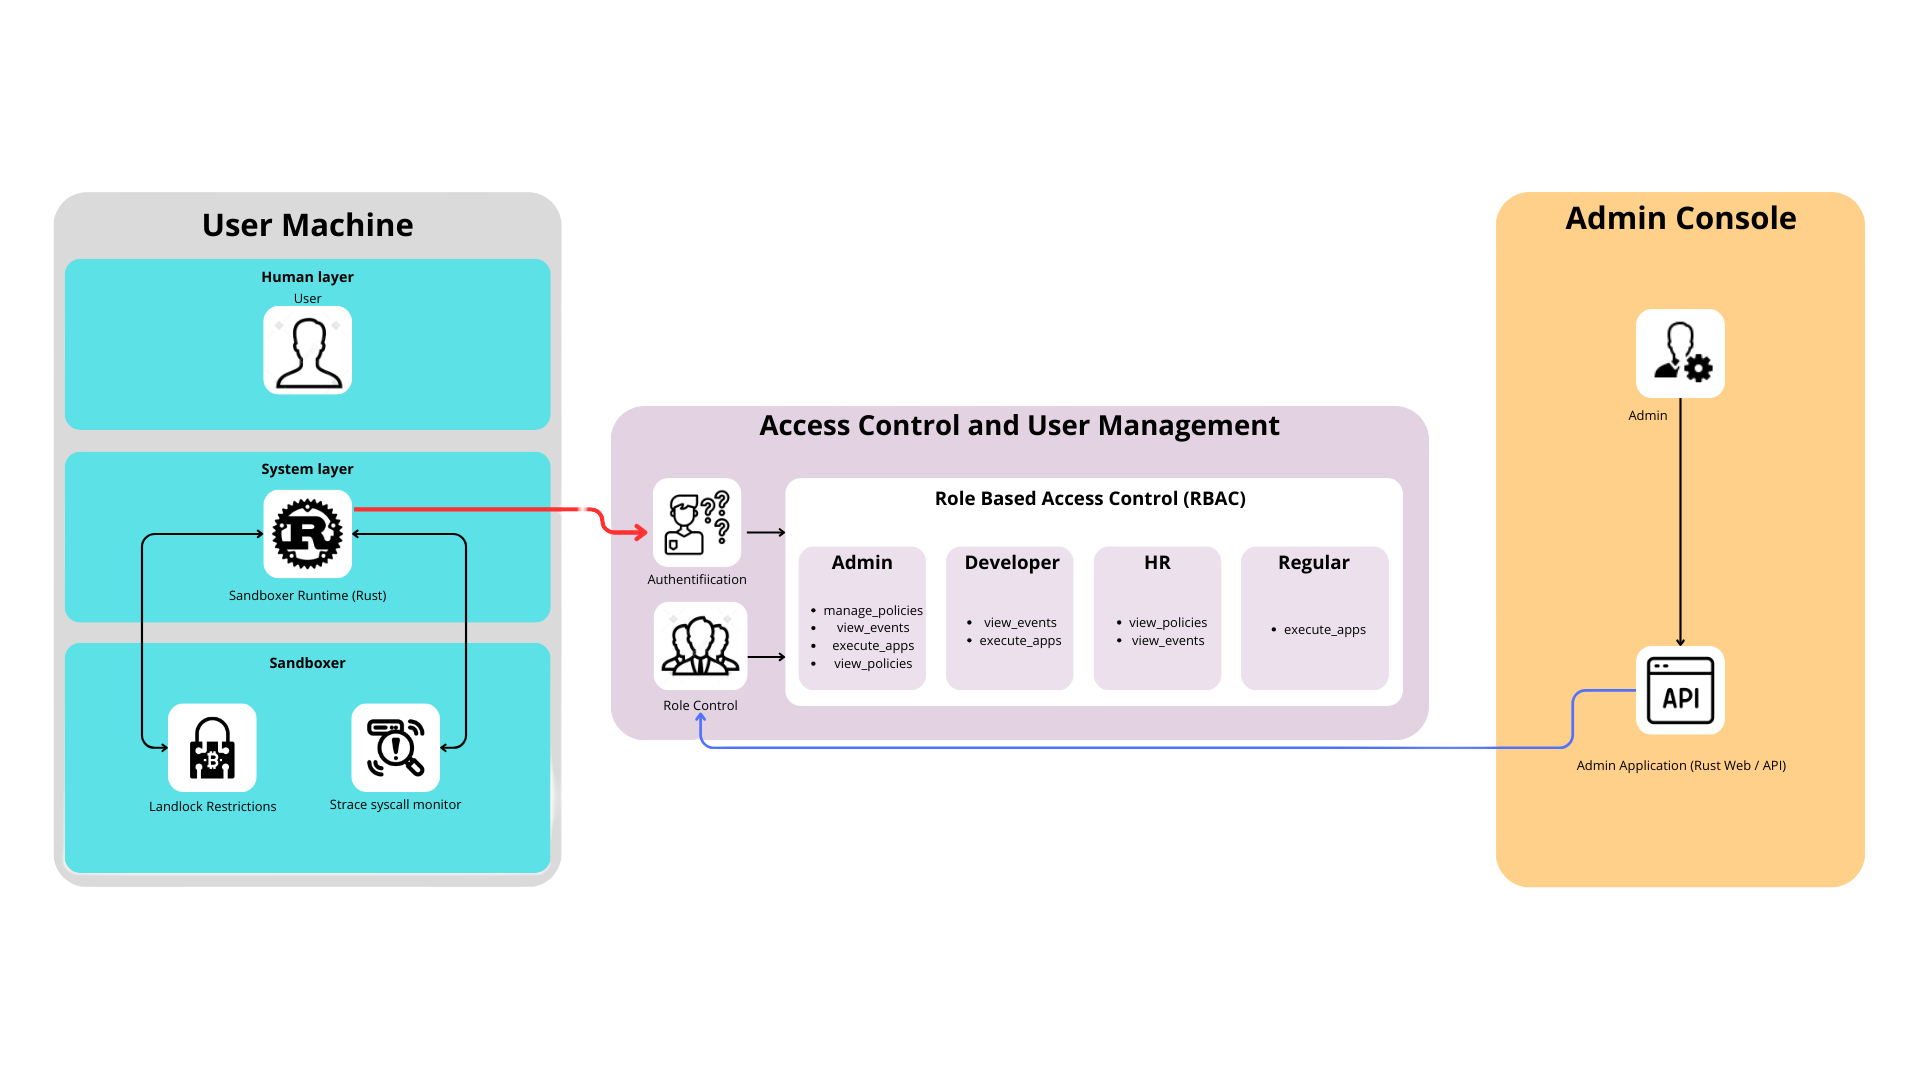 User Machine
Human layer
User
System layer
Sandboxer Runtime (Rust)
Sandboxer
Landlock Restrictions
Strace syscall monitor
Access Control and User Management
Authentifiication
Role Control
Role Based Access Control (RBAC)
Admin
manage_policies
view_events
execute_apps
view_policies
Developer
view_events
execute_apps
HR
view_policies
view_events
Regular
execute_apps
Admin Console
Admin
API
Admin Application (Rust Web / API)